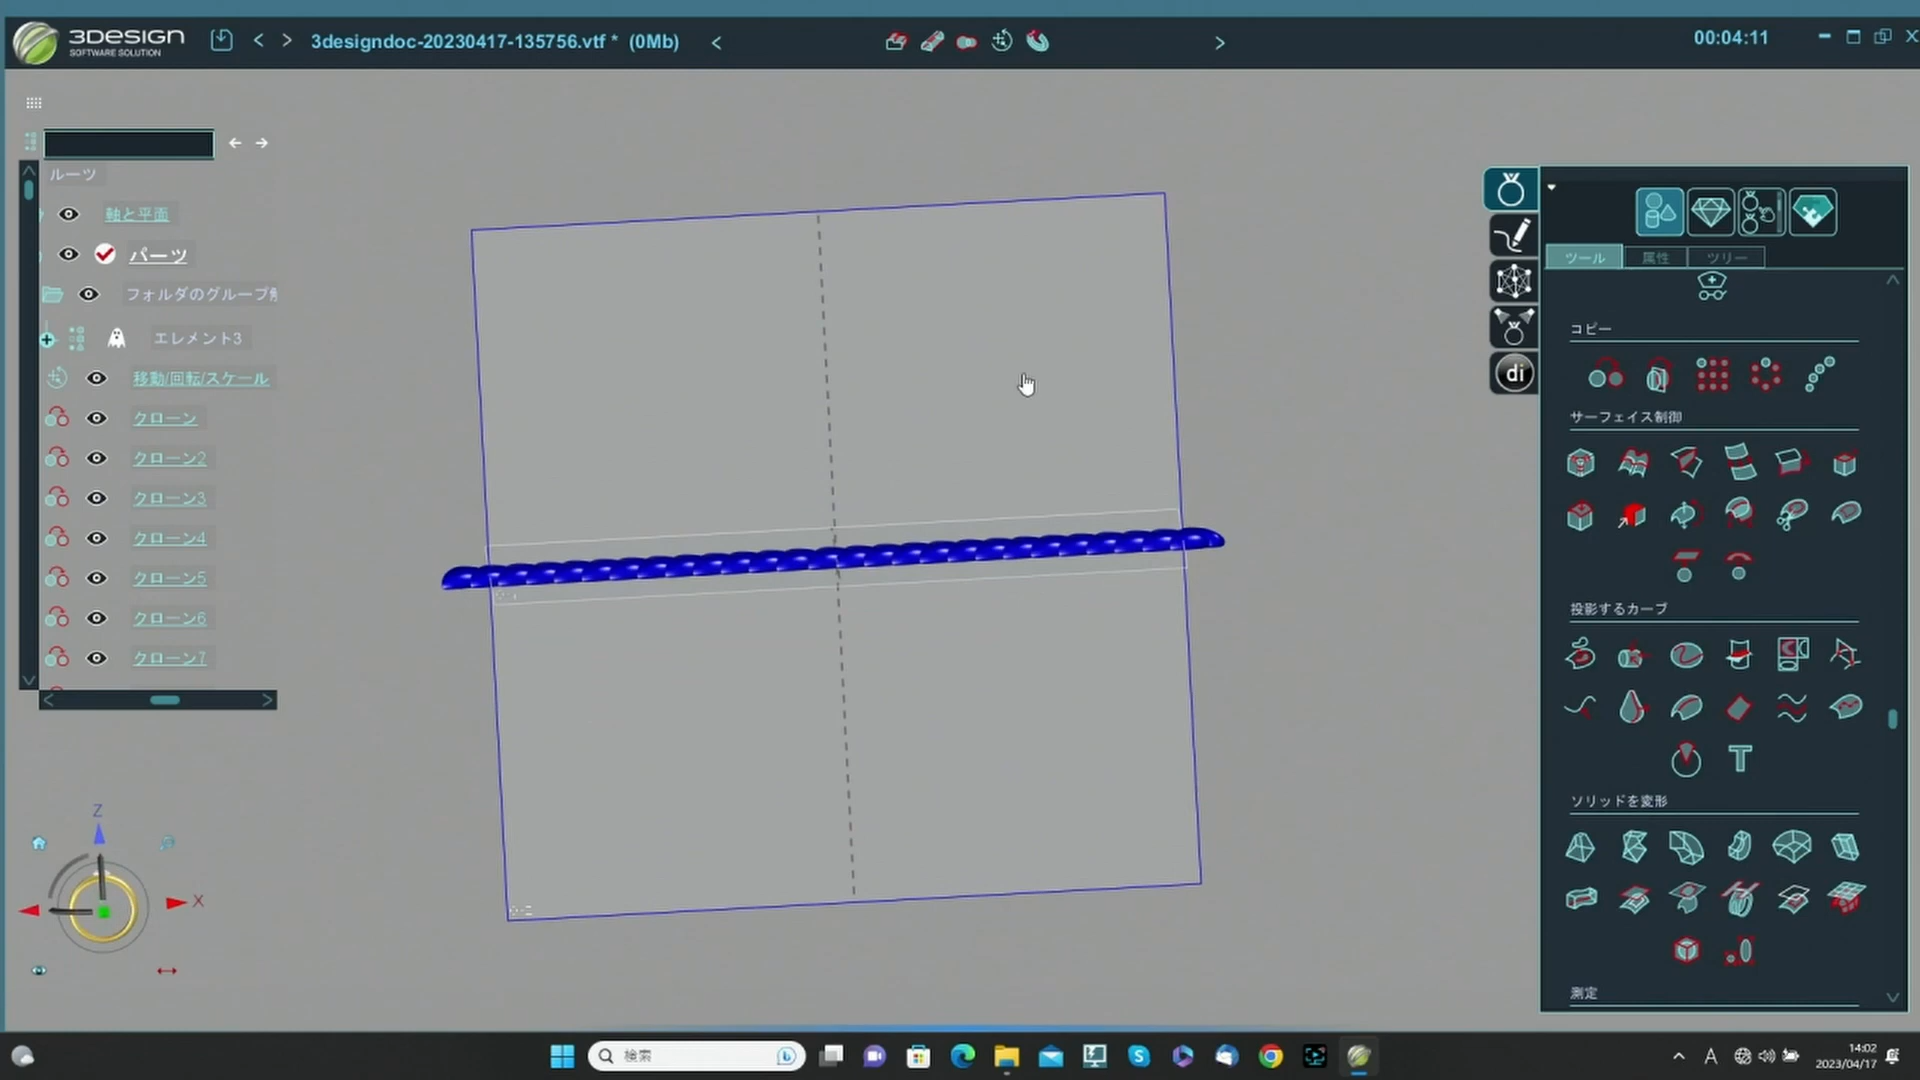 3DESIGN
SOFTWARE SOLUTION
3designdoc-20230417-135756.vtf * (0Mb)
00:04:11
ルーツ
軸と平面
パーツ
フォルダのグループ解
エレメント3
移動/回転/スケール
クローン
クローン2
クローン3
クローン4
クローン5
クローン6
クローン7
Z
X
di
ツール 属性 ツリー
コピー
サーフェイス制御
投影するカーブ
T
ソリッドを変形
測定
検索
A
14:02
2023/04/17